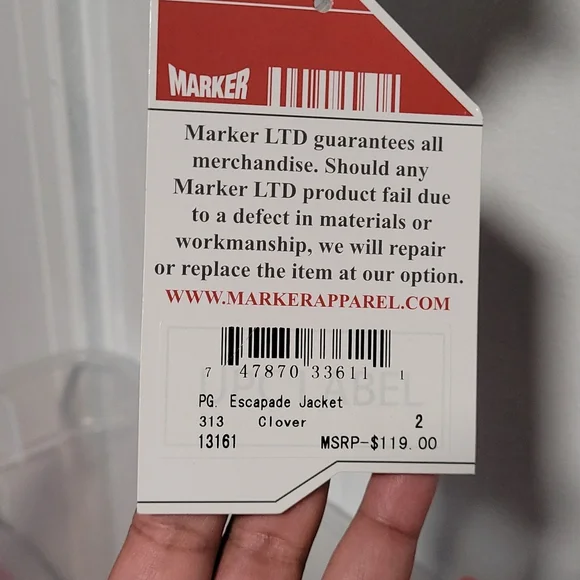 MARKER
Marker LTD guarantees all
merchandise. Should any
Marker LTD product fail due
to a defect in materials or
workmanship, we will repair
or replace the item at our option.
WWW.MARKERAPPAREL.COM
7 47870 33611 1
UPC LABEL
PG. Escapade Jacket
313 Clover 2
13161 MSRP-$119.00